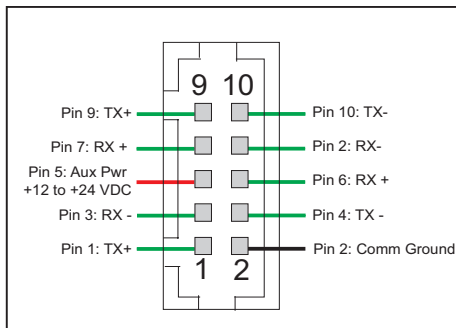 9 10
Pin 9: TX+
Pin 10: TX-
Pin 7: RX +
Pin 2: RX-
Pin 5: Aux Pwr
+12 to +24 VDC
Pin 6: RX +
Pin 3: RX -
Pin 4: TX -
Pin 1: TX+
Pin 2: Comm Ground
1 2